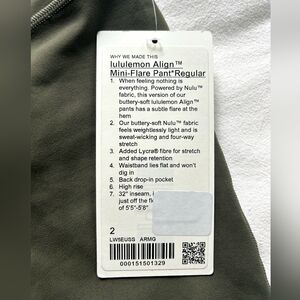 WHY WE MADE THIS
lululemon Align™
Mini-Flare Pant*Regular
1. When feeling nothing is
everything. Powered by Nulu™
fabric, this version of our
buttery-soft lululemon Align™
pants has a subtle flare at the
hem
2. Our buttery-soft Nulu™ fabric
feels weightlessly light and is
sweat-wicking and four-way
stretch
3. Added Lycra® fibre for stretch
and shape retention
4. Waistband lies flat and won't
dig in
5. Back drop-in pocket
6. High rise
7. 32" inseam,
just off the
of 5'5"-5'8"
2
LW5EUSS ARMG
000151501329